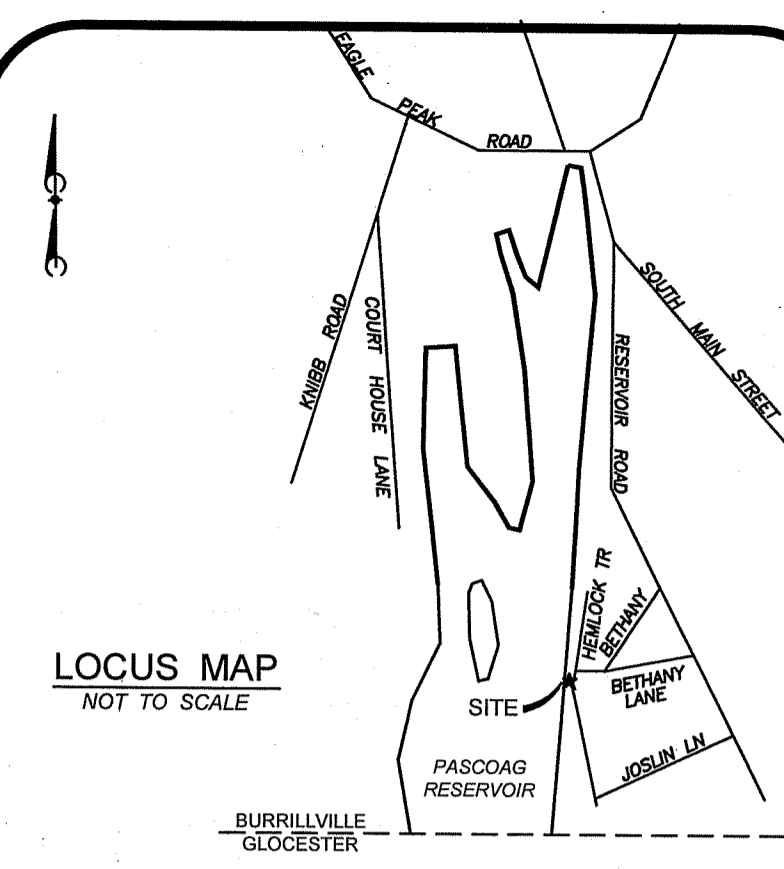 EAGLE PEAK ROAD
KNIBB ROAD
COURT HOUSE LANE
SOUTH MAIN STREET
RESERVOIR ROAD
HEMLOCK TR
BETHANY
BETHANY
LANE
LOCUS MAP
NOT TO SCALE
SITE
JOSLIN LN
PASCOAG
RESERVOIR
BURRILLVILLE
GLOCESTER